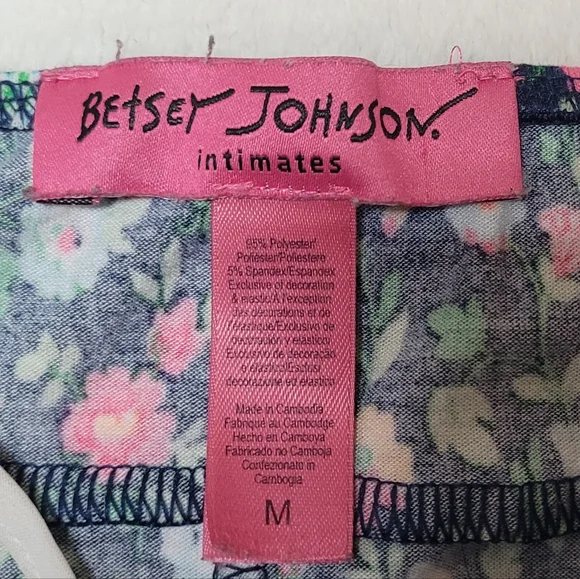 BETSEY JOHNSON.
intimates
95% Polyester/
Poliéster/Poliestere
5% Spandex/Espandex
Exclusive of decoration
& elastic/A l'exception
des décorations et de
l'élastique/Exclusivo de
decoración y elástico/
Exclusivo de decoração
e elástico/Esclusi
decorazione ed elastico
Made in Cambodia
Fabriqué au Cambodge
Hecho en Camboya
Fabricado no Camboja
Confezionato in
Cambogia
M